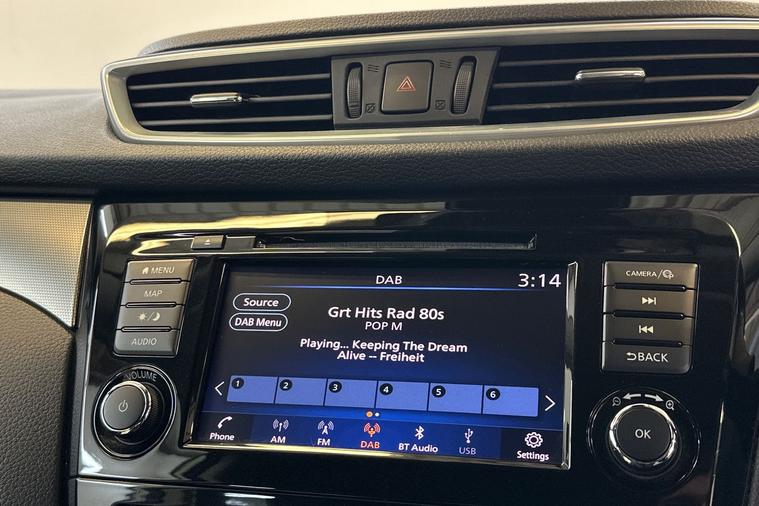 DAB
3:14
Source
DAB Menu
Grt Hits Rad 80s
POP M
Playing... Keeping The Dream
Alive -- Freiheit
1 2 3 4 5 6
Phone AM FM DAB BT Audio USB Settings
MENU
MAP
AUDIO
VOLUME
CAMERA/
BACK
OK